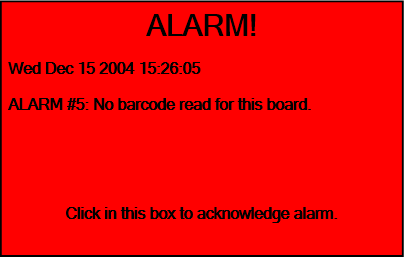 ALARM!
Wed Dec 15 2004 15:26:05
ALARM #5: No barcode read for this board.
Click in this box to acknowledge alarm.